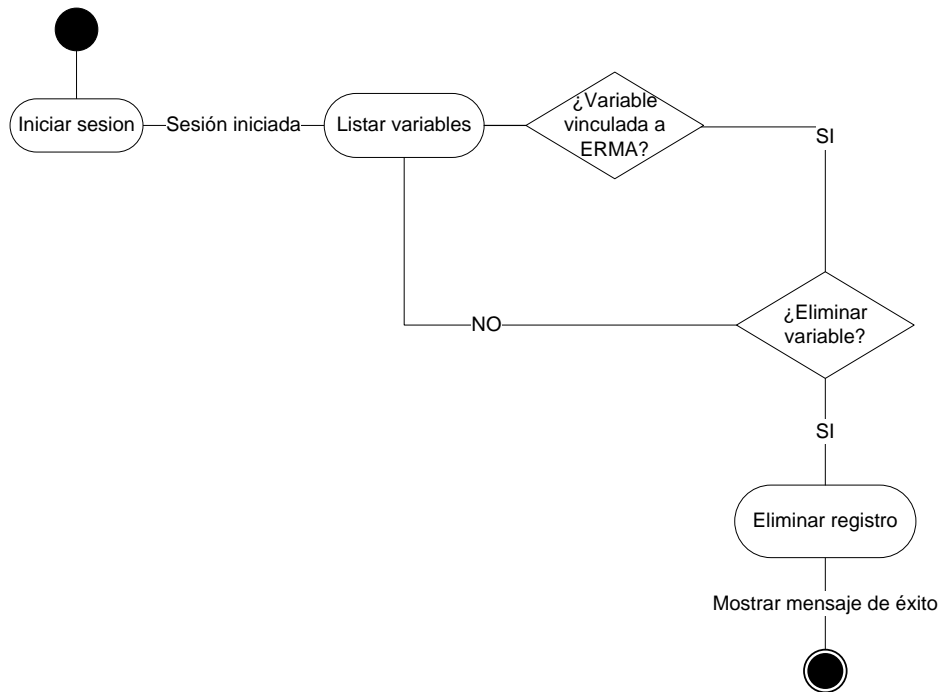 Iniciar sesion
Sesión iniciada
Listar variables
¿Variable
vinculada a
ERMA?
SI
¿Eliminar
variable?
NO
SI
Eliminar registro
Mostrar mensaje de éxito